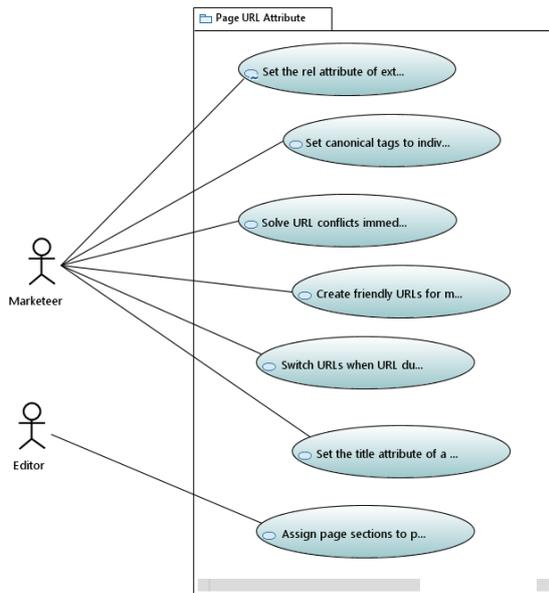 Page URL Attribute
Set the rel attribute of ext...
Set canonical tags to indiv...
Solve URL conflicts immed...
Marketeer
Create friendly URLs for m...
Switch URLs when URL du...
Set the title attribute of a ...
Editor
Assign page sections to p...